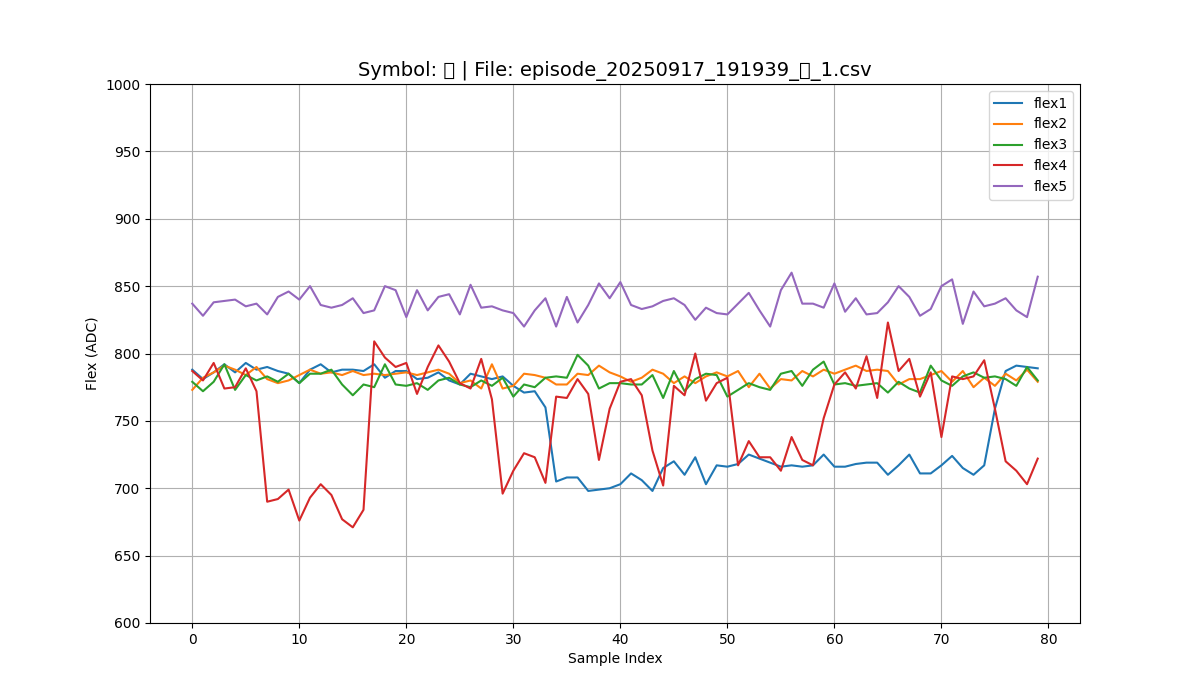 Symbol: ▯ | File: episode_20250917_191939_▯_1.csv
flex1
flex2
flex3
flex4
flex5
Flex (ADC)
1000
950
900
850
800
750
700
650
600
0 10 20 30 40 50 60 70 80
Sample Index